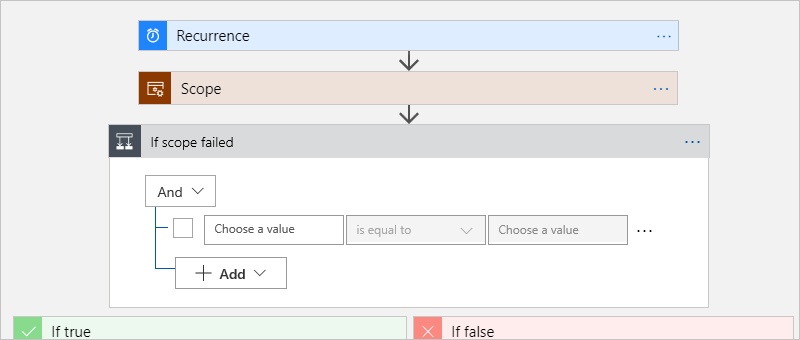 Recurrence
Scope
If scope failed
And
Choose a value is equal to Choose a value
Add
If true If false